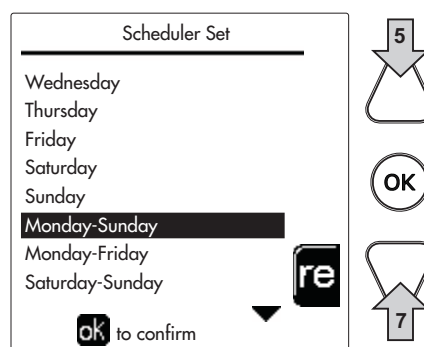 Scheduler Set
Wednesday
Thursday
Friday
Saturday
Sunday
Monday-Sunday
Monday-Friday
Saturday-Sunday
re
ok to confirm
5
OK
7